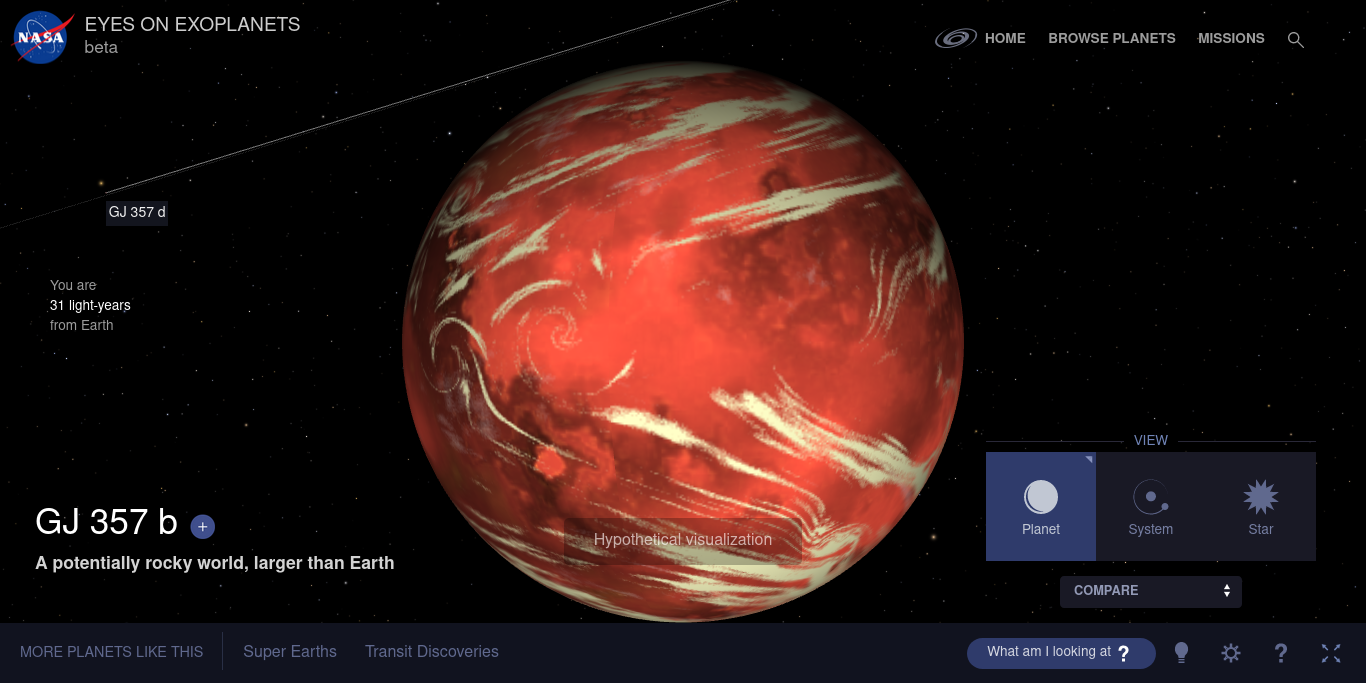 NASA
EYES ON EXOPLANETS
beta
HOME
BROWSE PLANETS
MISSIONS
GJ 357 d
You are
31 light-years
from Earth
VIEW
Planet
System
Star
GJ 357 b +
A potentially rocky world, larger than Earth
Hypothetical visualization
COMPARE
MORE PLANETS LIKE THIS
Super Earths
Transit Discoveries
What am I looking at ?
?